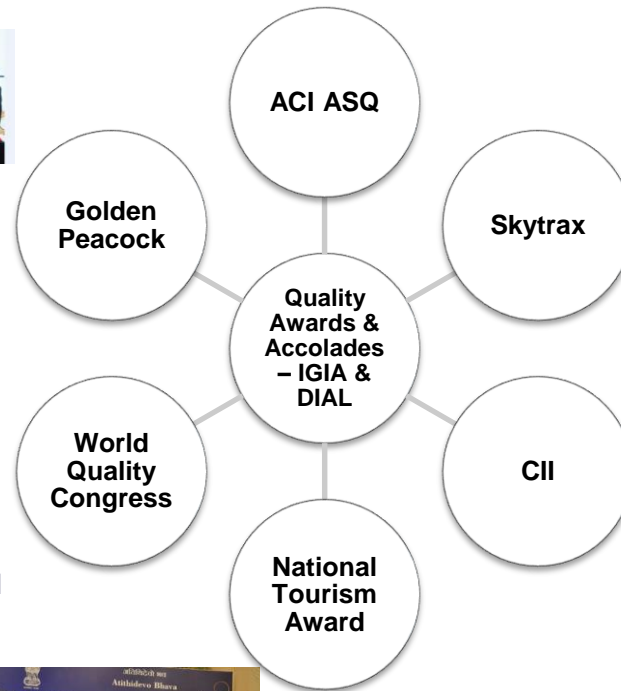 ACI ASQ
Golden
Peacock
Skytrax
Quality
Awards &
Accolades
– IGIA &
DIAL
World
Quality
Congress
CII
National
Tourism
Award
Atithidevo Bhava